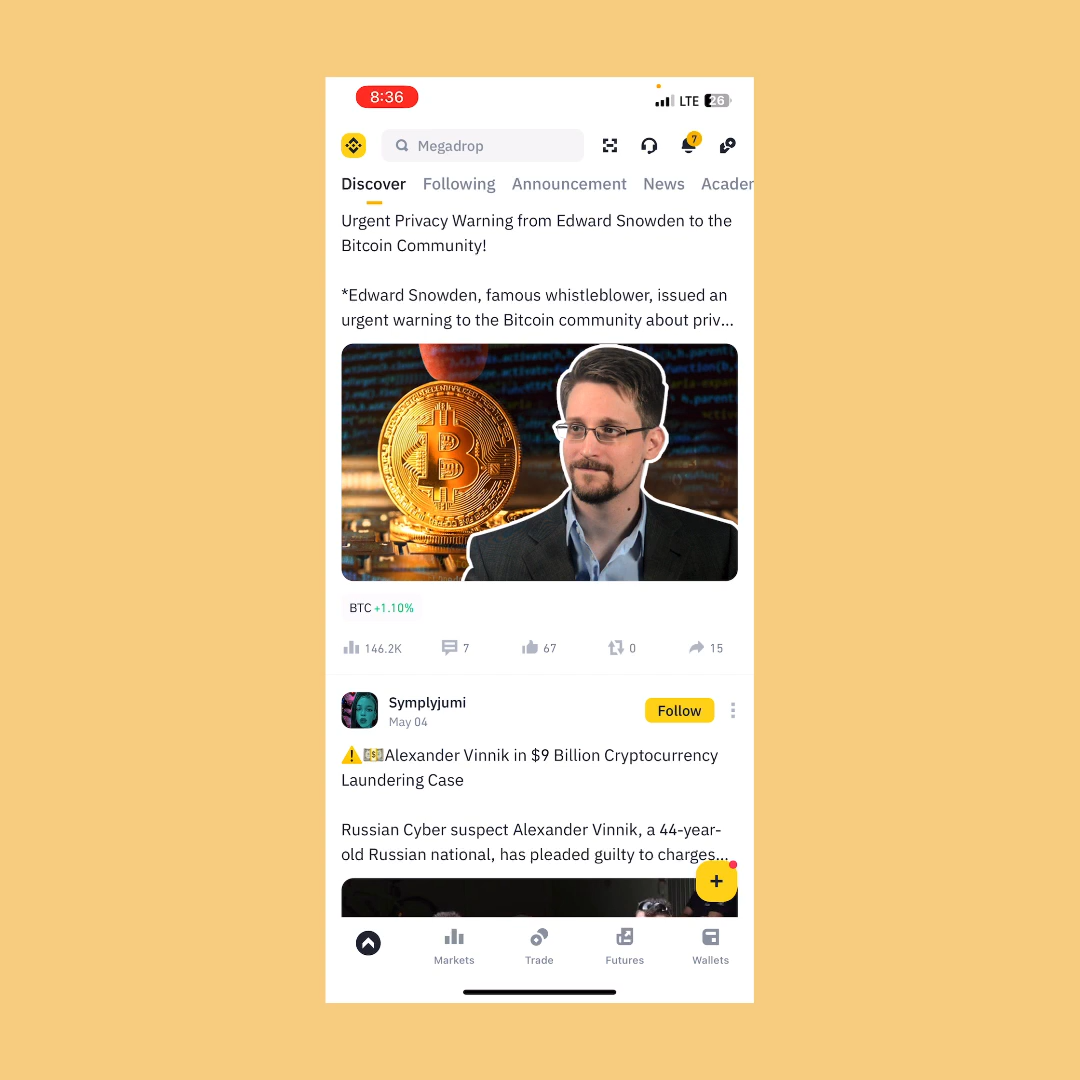 8:36
LTE 26
Megadrop
7
Discover Following Announcement News Acader
Urgent Privacy Warning from Edward Snowden to the
Bitcoin Community!
*Edward Snowden, famous whistleblower, issued an
urgent warning to the Bitcoin community about priv...
BTC +1.10%
146.2K 7 67 0 15
Symplyjumi
May 04
Follow
⚠️💵Alexander Vinnik in $9 Billion Cryptocurrency
Laundering Case
Russian Cyber suspect Alexander Vinnik, a 44-year-
old Russian national, has pleaded guilty to charges...
+
Markets Trade Futures Wallets